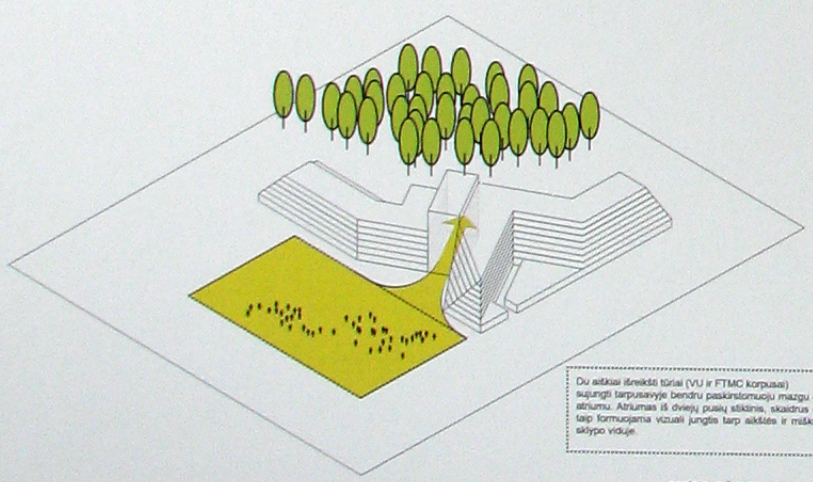 Du aiškiai išreikšti tūriai (VU ir FTMC korpusai)
sujungti tarpusavyje bendru paskirstomuoju mazgu -
atriumu. Atriumas iš dviejų pusių stiklinis, skaidrus -
taip formuojama vizuali jungtis tarp aikštės ir miško
sklypo viduje.